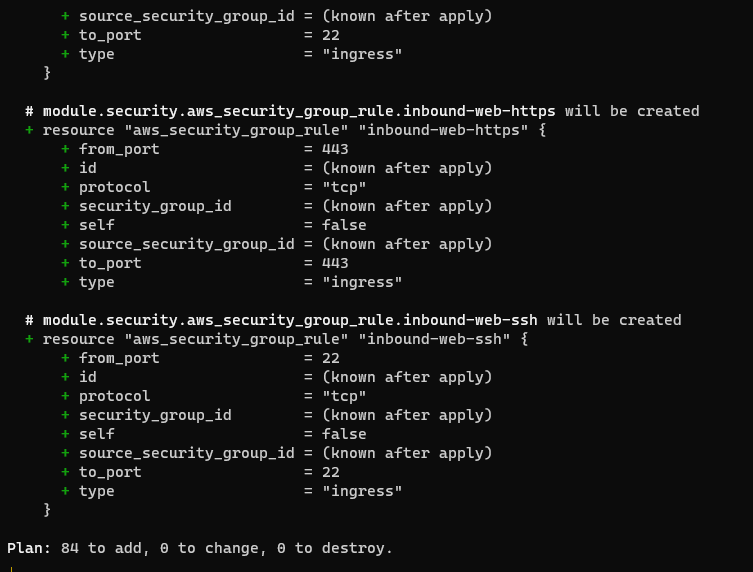 + source_security_group_id = (known after apply)
+ to_port                  = 22
+ type                     = "ingress"
}
# module.security.aws_security_group_rule.inbound-web-https will be created
+ resource "aws_security_group_rule" "inbound-web-https" {
+ from_port                = 443
+ id                       = (known after apply)
+ protocol                 = "tcp"
+ security_group_id        = (known after apply)
+ self                     = false
+ source_security_group_id = (known after apply)
+ to_port                  = 443
+ type                     = "ingress"
# module.security.aws_security_group_rule.inbound-web-ssh will be created
+ resource "aws_security_group_rule" "inbound-web-ssh" {
+ from_port                = 22
+ id                       = (known after apply)
+ protocol                 = "tcp"
+ security_group_id        = (known after apply)
+ self                     = false
+ source_security_group_id = (known after apply)
+ to_port                  = 22
+ type                     = "ingress"
}
Plan: 84 to add, 0 to change, 0 to destroy.